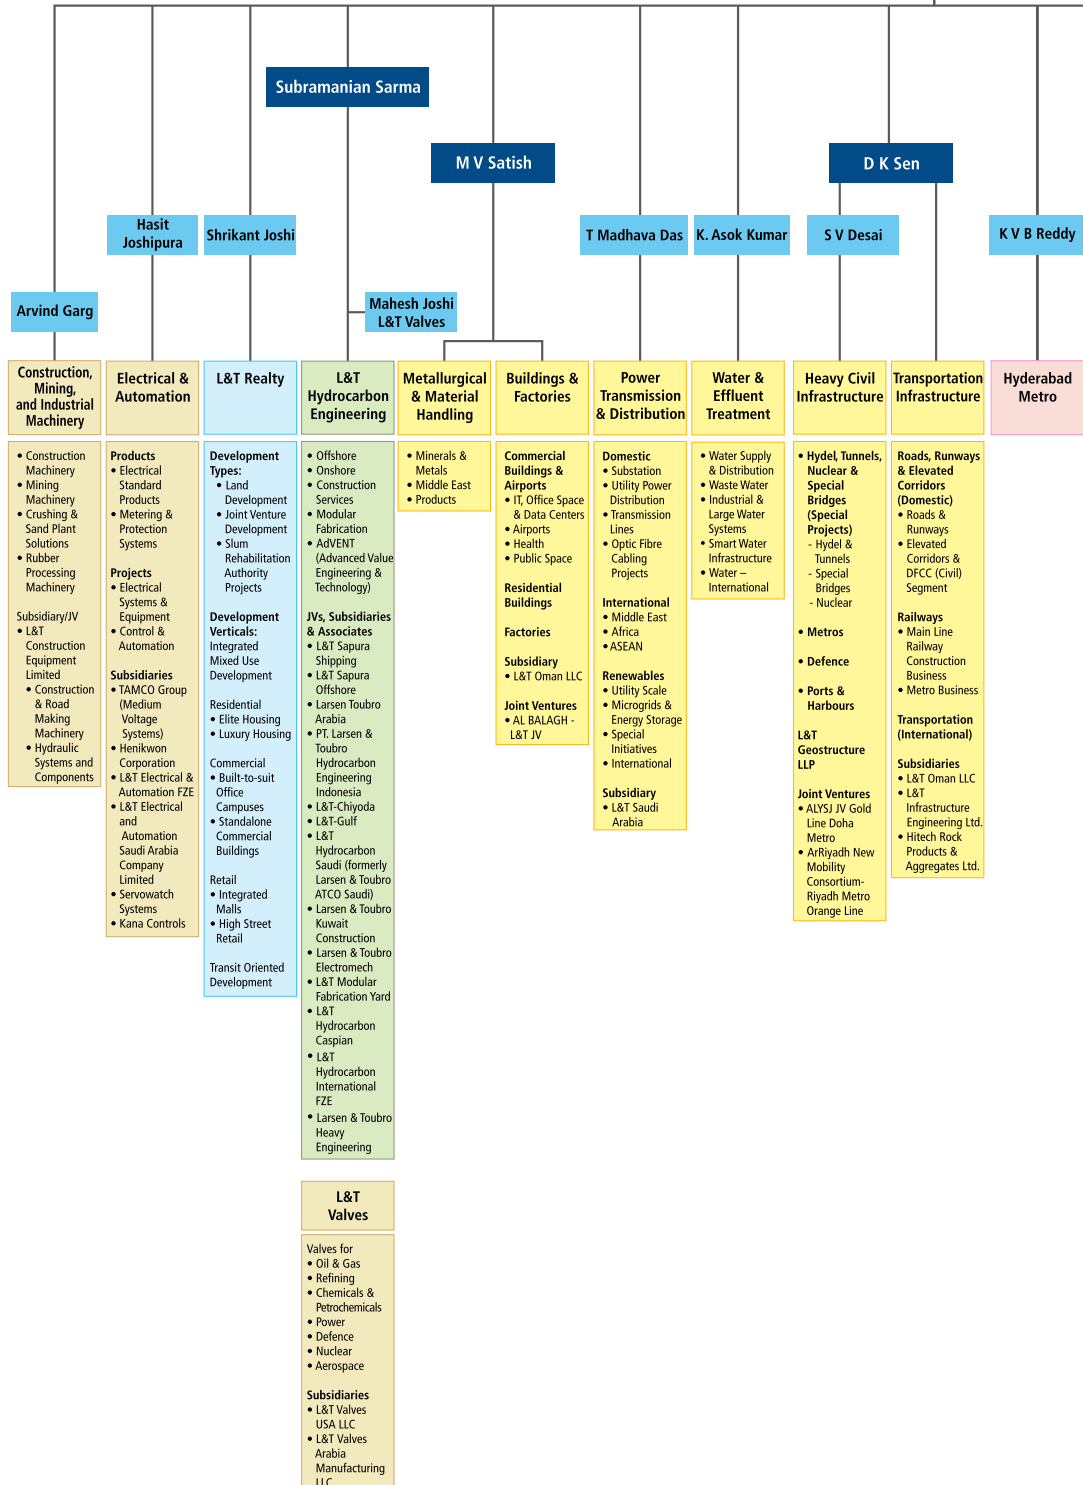 Subramanian Sarma
M V Satish
D K Sen
Hasit
Joshipura
Shrikant Joshi
T Madhava Das
K. Asok Kumar
S V Desai
K V B Reddy
Arvind Garg
Mahesh Joshi
L&T Valves
Construction,
Mining,
and Industrial
Machinery
• Construction
Machinery
• Mining
Machinery
• Crushing &
Sand Plant
Solutions
• Rubber
Processing
Machinery
Subsidiary/JV
• L&T
Construction
Equipment
Limited
• Construction
& Road
Making
Machinery
• Hydraulic
Systems and
Components
Electrical &
Automation
Products
• Electrical
Standard
Products
• Metering &
Protection
Systems
Projects
• Electrical
Systems &
Equipment
• Control &
Automation
Subsidiaries
• TAMCO Group
(Medium
Voltage
Systems)
• Henikwon
Corporation
• L&T Electrical &
Automation FZE
• L&T Electrical
and
Automation
Saudi Arabia
Company
Limited
• Servowatch
Systems
• Kana Controls
L&T Realty
Development
Types:
• Land
Development
• Joint Venture
Development
• Slum
Rehabilitation
Authority
Projects
Development
Verticals:
Integrated
Mixed Use
Development
Residential
• Elite Housing
• Luxury Housing
Commercial
• Built-to-suit
Office
Campuses
• Standalone
Commercial
Buildings
Retail
• Integrated
Malls
• High Street
Retail
Transit Oriented
Development
L&T
Hydrocarbon
Engineering
• Offshore
• Onshore
• Construction
Services
• Modular
Fabrication
• AdVENT
(Advanced Value
Engineering &
Technology)
JVs, Subsidiaries
& Associates
• L&T Sapura
Shipping
• L&T Sapura
Offshore
• Larsen Toubro
Arabia
• PT. Larsen &
Toubro
Hydrocarbon
Engineering
Indonesia
• L&T-Chiyoda
• L&T-Gulf
• L&T
Hydrocarbon
Saudi (formerly
Larsen & Toubro
ATCO Saudi)
• Larsen & Toubro
Kuwait
Construction
• Larsen & Toubro
Electromech
• L&T Modular
Fabrication Yard
• L&T
Hydrocarbon
Caspian
• L&T
Hydrocarbon
International
FZE
• Larsen & Toubro
Heavy
Engineering
L&T
Valves
Valves for
• Oil & Gas
• Refining
• Chemicals &
Petrochemicals
• Power
• Defence
• Nuclear
• Aerospace
Subsidiaries
• L&T Valves
USA LLC
• L&T Valves
Arabia
Manufacturing
LLC
Metallurgical
& Material
Handling
• Minerals &
Metals
• Middle East
• Products
Buildings &
Factories
Commercial
Buildings &
Airports
• IT, Office Space
& Data Centers
• Airports
• Health
• Public Space
Residential
Buildings
Factories
Subsidiary
• L&T Oman LLC
Joint Ventures
• AL BALAGH -
L&T JV
Power
Transmission
& Distribution
Domestic
• Substation
• Utility Power
Distribution
• Transmission
Lines
• Optic Fibre
Cabling
Projects
International
• Middle East
• Africa
• ASEAN
Renewables
• Utility Scale
• Microgrids &
Energy Storage
• Special
Initiatives
• International
Subsidiary
• L&T Saudi
Arabia
Water &
Effluent
Treatment
• Water Supply
& Distribution
• Waste Water
• Industrial &
Large Water
Systems
• Smart Water
Infrastructure
• Water –
International
Heavy Civil
Infrastructure
• Hydel, Tunnels,
Nuclear &
Special
Bridges
(Special
Projects)
- Hydel &
Tunnels
- Special
Bridges
- Nuclear
• Metros
• Defence
• Ports &
Harbours
L&T
Geostructure
LLP
Joint Ventures
• ALYSJ JV Gold
Line Doha
Metro
• ArRiyadh New
Mobility
Consortium-
Riyadh Metro
Orange Line
Transportation
Infrastructure
Roads, Runways
& Elevated
Corridors
(Domestic)
• Roads &
Runways
• Elevated
Corridors &
DFCC (Civil)
Segment
Railways
• Main Line
Railway
Construction
Business
• Metro Business
Transportation
(International)
Subsidiaries
• L&T Oman LLC
• L&T
Infrastructure
Engineering Ltd.
• Hitech Rock
Products &
Aggregates Ltd.
Hyderabad
Metro